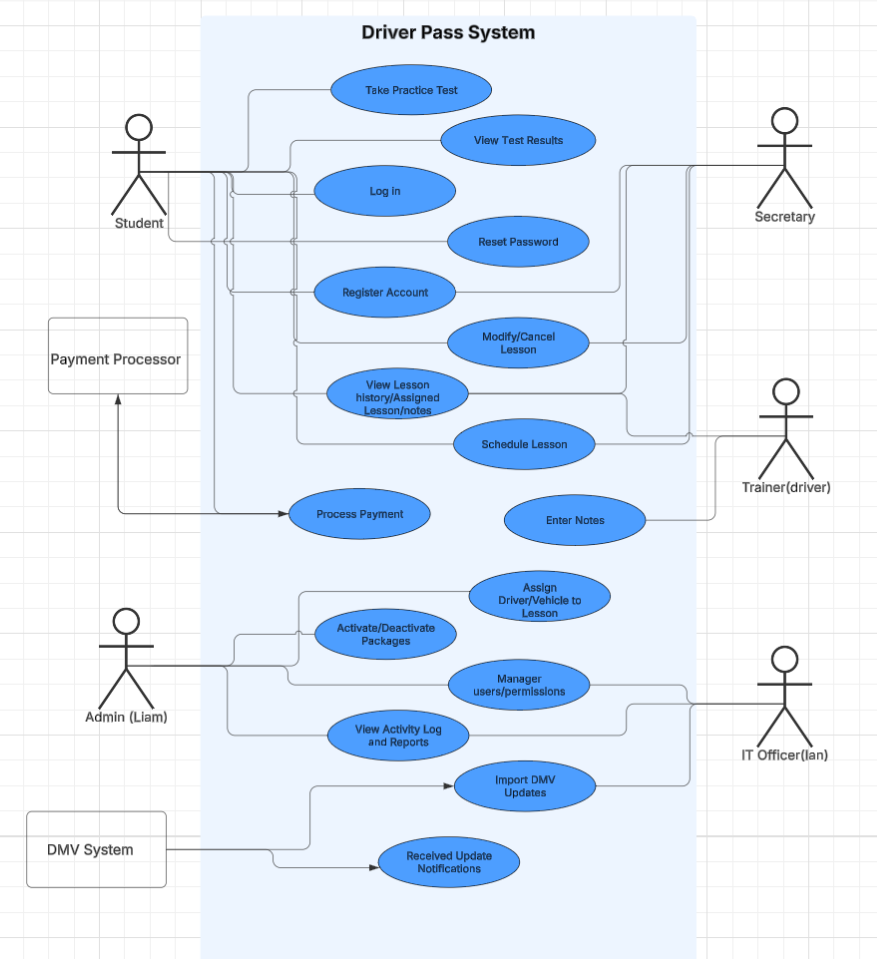 Driver Pass System
Take Practice Test
View Test Results
Log in
Student
Secretary
Reset Password
Register Account
Modify/Cancel
Lesson
Payment Processor
View Lesson
history/Assigned
Lesson/notes
Schedule Lesson
Trainer(driver)
Process Payment
Enter Notes
Assign
Driver/Vehicle to
Lesson
Activate/Deactivate
Packages
Manager
users/permissions
Admin (Liam)
View Activity Log
and Reports
IT Officer(Ian)
Import DMV
Updates
DMV System
Received Update
Notifications